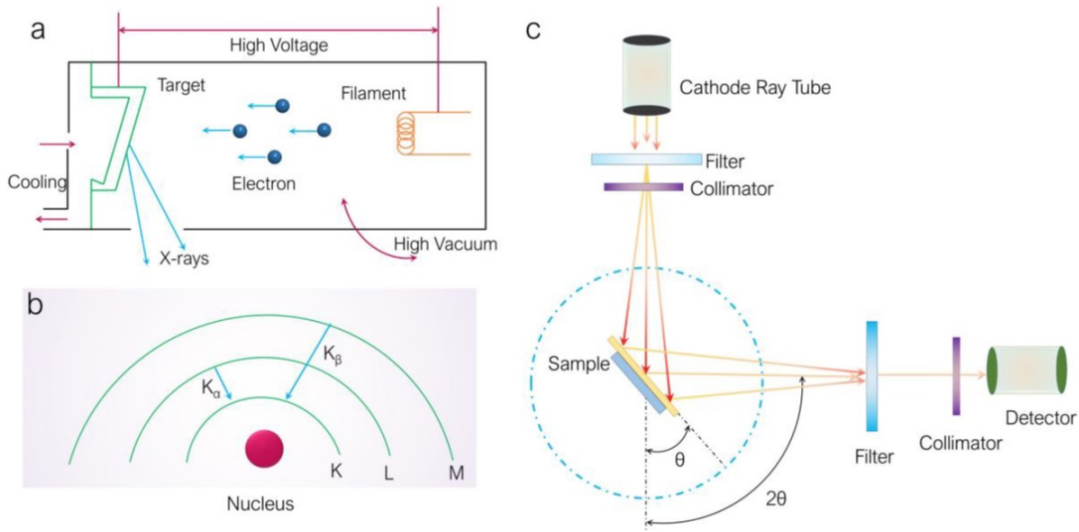 a
High Voltage
Target
Filament
Cooling
Electron
X-rays
High Vacuum
b
Kα
Kβ
K
L
M
Nucleus
c
Cathode Ray Tube
Filter
Collimator
Sample
θ
2θ
Filter
Collimator
Detector